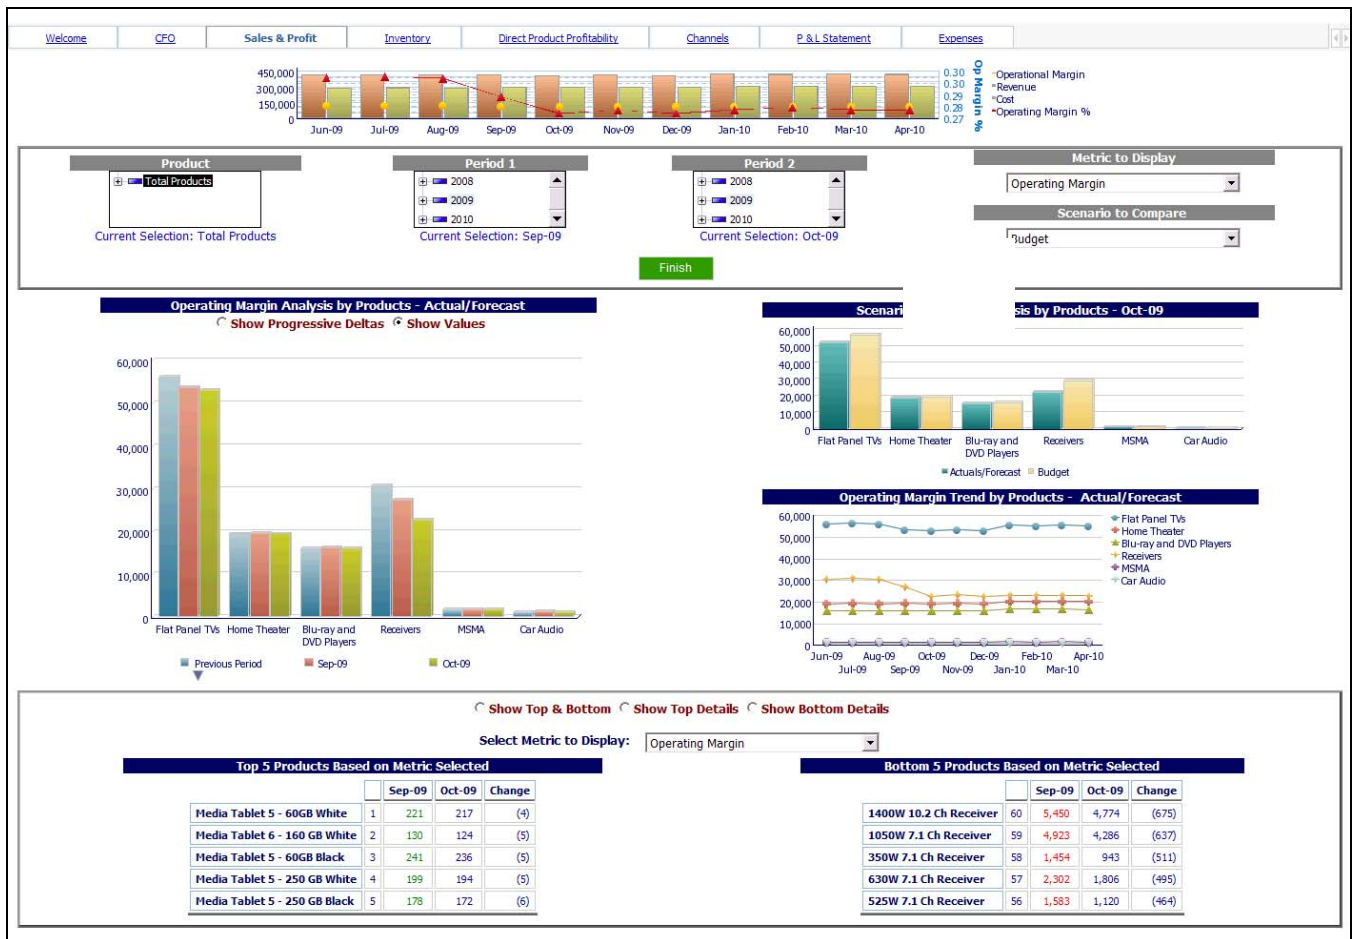 Welcome CFO Sales & Profit Inventory Direct Product Profitability Channels P & L Statement Expenses
450,000
300,000
150,000
0
Jun-09 Jul-09 Aug-09 Sep-09 Oct-09 Nov-09 Dec-09 Jan-10 Feb-10 Mar-10 Apr-10
0.30
0.30
0.29
0.28
0.27
Op Margin %
Operational Margin
Revenue
Cost
Operating Margin %
Product
Total Products
Current Selection: Total Products
Period 1
2008
2009
2010
Current Selection: Sep-09
Period 2
2008
2009
2010
Current Selection: Oct-09
Metric to Display
Operating Margin
Scenario to Compare
Budget
Finish
Operating Margin Analysis by Products - Actual/Forecast
Show Progressive Deltas Show Values
60,000
50,000
40,000
30,000
20,000
10,000
0
Flat Panel TVs Home Theater Blu-ray and DVD Players Receivers MSMA Car Audio
Previous Period Sep-09 Oct-09
Scenari sis by Products - Oct-09
60,000
50,000
40,000
30,000
20,000
10,000
0
Flat Panel TVs Home Theater Blu-ray and DVD Players Receivers MSMA Car Audio
Actuals/Forecast Budget
Operating Margin Trend by Products - Actual/Forecast
60,000
50,000
40,000
30,000
20,000
10,000
0
Jun-09 Aug-09 Oct-09 Dec-09 Feb-10 Apr-10
Jul-09 Sep-09 Nov-09 Jan-10 Mar-10
Flat Panel TVs
Home Theater
Blu-ray and DVD Players
Receivers
MSMA
Car Audio
Show Top & Bottom Show Top Details Show Bottom Details
Select Metric to Display: Operating Margin
Top 5 Products Based on Metric Selected
Sep-09 Oct-09 Change
Media Tablet 5 - 60GB White 1 221 217 (4)
Media Tablet 6 - 160 GB White 2 130 124 (5)
Media Tablet 5 - 60GB Black 3 241 236 (5)
Media Tablet 5 - 250 GB White 4 199 194 (5)
Media Tablet 5 - 250 GB Black 5 178 172 (6)
Bottom 5 Products Based on Metric Selected
Sep-09 Oct-09 Change
1400W 10.2 Ch Receiver 60 5,450 4,774 (675)
1050W 7.1 Ch Receiver 59 4,923 4,286 (637)
350W 7.1 Ch Receiver 58 1,454 943 (511)
630W 7.1 Ch Receiver 57 2,302 1,806 (495)
525W 7.1 Ch Receiver 56 1,583 1,120 (464)